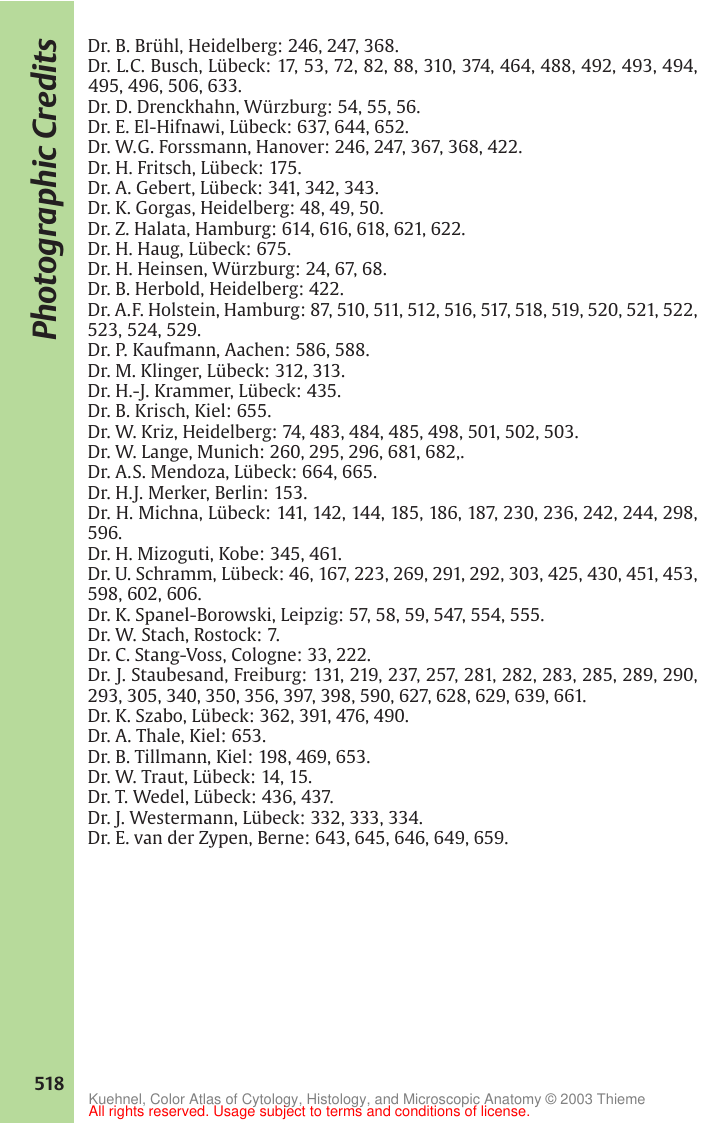 Photographic Credits
Dr. B. Brühl, Heidelberg: 246, 247, 368.
Dr. L.C. Busch, Lübeck: 17, 53, 72, 82, 88, 310, 374, 464, 488, 492, 493, 494,
495, 496, 506, 633.
Dr. D. Drenckhahn, Würzburg: 54, 55, 56.
Dr. E. El-Hifnawi, Lübeck: 637, 644, 652.
Dr. W.G. Forssmann, Hanover: 246, 247, 367, 368, 422.
Dr. H. Fritsch, Lübeck: 175.
Dr. A. Gebert, Lübeck: 341, 342, 343.
Dr. K. Gorgas, Heidelberg: 48, 49, 50.
Dr. Z. Halata, Hamburg: 614, 616, 618, 621, 622.
Dr. H. Haug, Lübeck: 675.
Dr. H. Heinsen, Würzburg: 24, 67, 68.
Dr. B. Herbold, Heidelberg: 422.
Dr. A.F. Holstein, Hamburg: 87, 510, 511, 512, 516, 517, 518, 519, 520, 521, 522,
523, 524, 529.
Dr. P. Kaufmann, Aachen: 586, 588.
Dr. M. Klinger, Lübeck: 312, 313.
Dr. H.-J. Krammer, Lübeck: 435.
Dr. B. Krisch, Kiel: 655.
Dr. W. Kriz, Heidelberg: 74, 483, 484, 485, 498, 501, 502, 503.
Dr. W. Lange, Munich: 260, 295, 296, 681, 682,.
Dr. A.S. Mendoza, Lübeck: 664, 665.
Dr. H.J. Merker, Berlin: 153.
Dr. H. Michna, Lübeck: 141, 142, 144, 185, 186, 187, 230, 236, 242, 244, 298,
596.
Dr. H. Mizoguti, Kobe: 345, 461.
Dr. U. Schramm, Lübeck: 46, 167, 223, 269, 291, 292, 303, 425, 430, 451, 453,
598, 602, 606.
Dr. K. Spanel-Borowski, Leipzig: 57, 58, 59, 547, 554, 555.
Dr. W. Stach, Rostock: 7.
Dr. C. Stang-Voss, Cologne: 33, 222.
Dr. J. Staubesand, Freiburg: 131, 219, 237, 257, 281, 282, 283, 285, 289, 290,
293, 305, 340, 350, 356, 397, 398, 590, 627, 628, 629, 639, 661.
Dr. K. Szabo, Lübeck: 362, 391, 476, 490.
Dr. A. Thale, Kiel: 653.
Dr. B. Tillmann, Kiel: 198, 469, 653.
Dr. W. Traut, Lübeck: 14, 15.
Dr. T. Wedel, Lübeck: 436, 437.
Dr. J. Westermann, Lübeck: 332, 333, 334.
Dr. E. van der Zypen, Berne: 643, 645, 646, 649, 659.
518
Kuehnel, Color Atlas of Cytology, Histology, and Microscopic Anatomy © 2003 Thieme
All rights reserved. Usage subject to terms and conditions of license.